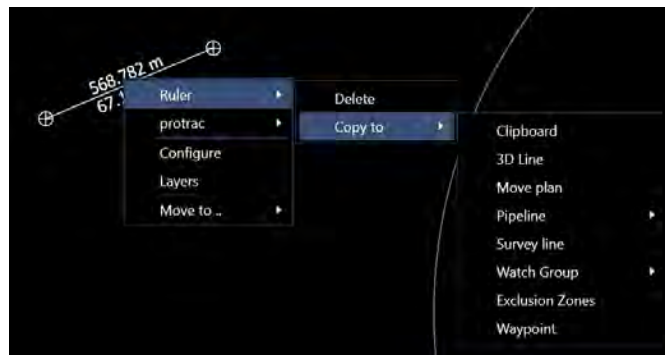 568.782 m
67.
Ruler
protrac
Configure
Layers
Move to ..
Delete
Copy to
Clipboard
3D Line
Move plan
Pipeline
Survey line
Watch Group
Exclusion Zones
Waypoint